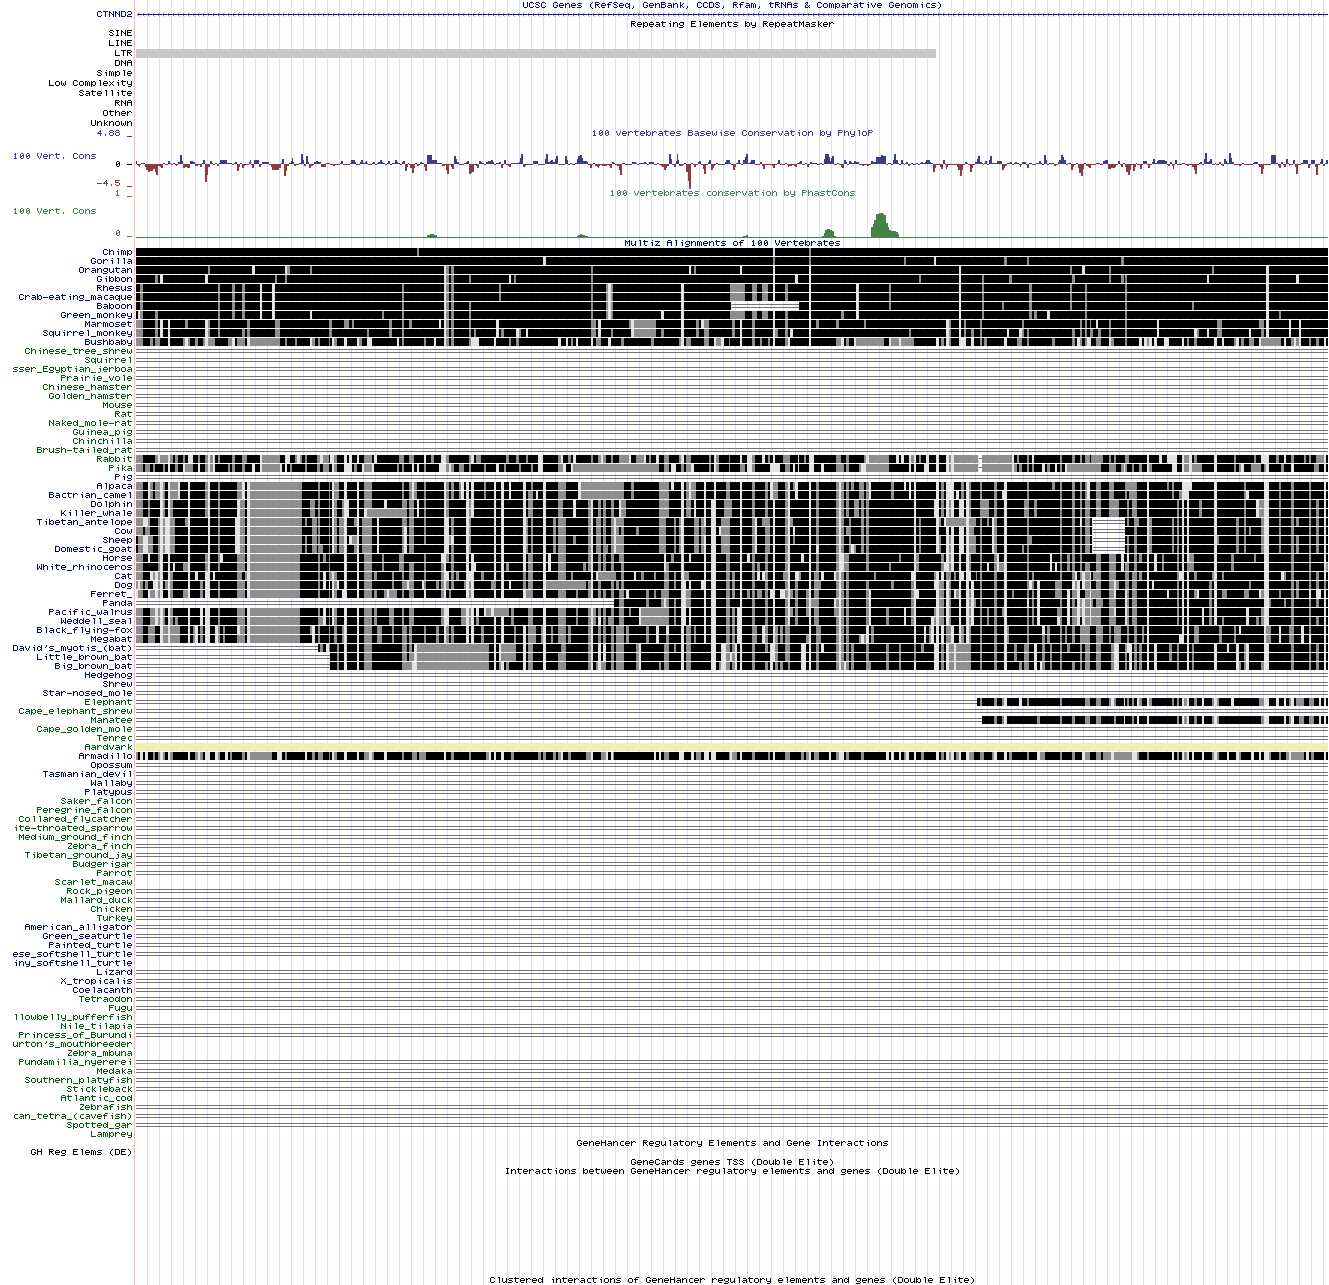 UCSC Genes (RefSeq, GenBank, CCDS, Rfam, tRNAs & Comparative Genomics)
CTNND2
Repeating Elements by RepeatMasker
SINE
LINE
LTR
DNA
Simple
Low Complexity
Satellite
RNA
Other
Unknown
4.88 _
100 vertebrates Basewise Conservation by PhyloP
100 Vert. Cons
0 _
-4.5 _
1 _
100 vertebrates conservation by PhastCons
100 Vert. Cons
0 _
Multiz Alignments of 100 Vertebrates
Chimp
Gorilla
Orangutan
Gibbon
Rhesus
Crab-eating_macaque
Baboon
Green_monkey
Marmoset
Squirrel_monkey
Bushbaby
Chinese_tree_shrew
Squirrel
sser_Egyptian_jerboa
Prairie_vole
Chinese_hamster
Golden_hamster
Mouse
Rat
Naked_mole-rat
Guinea_pig
Chinchilla
Brush-tailed_rat
Rabbit
Pika
Pig
Alpaca
Bactrian_camel
Dolphin
Killer_whale
Tibetan_antelope
Cow
Sheep
Domestic_goat
Horse
White_rhinoceros
Cat
Dog
Ferret_
Panda
Pacific_walrus
Weddell_seal
Black_flying-fox
Megabat
David's_myotis_(bat)
Little_brown_bat
Big_brown_bat
Hedgehog
Shrew
Star-nosed_mole
Elephant
Cape_elephant_shrew
Manatee
Cape_golden_mole
Tenrec
Aardvark
Armadillo
Opossum
Tasmanian_devil
Wallaby
Platypus
Saker_falcon
Peregrine_falcon
Collared_flycatcher
ite-throated_sparrow
Medium_ground_finch
Zebra_finch
Tibetan_ground_jay
Budgerigar
Parrot
Scarlet_macaw
Rock_pigeon
Mallard_duck
Chicken
Turkey
American_alligator
Green_seaturtle
Painted_turtle
ese_softshell_turtle
iny_softshell_turtle
Lizard
X_tropicalis
Coelacanth
Tetraodon
Fugu
llowbelly_pufferfish
Nile_tilapia
Princess_of_Burundi
urton's_mouthbreeder
Zebra_mbuna
Pundamilia_nyererei
Medaka
Southern_platyfish
Stickleback
Atlantic_cod
Zebrafish
can_tetra_(cavefish)
Spotted_gar
Lamprey
GeneHancer Regulatory Elements and Gene Interactions
GH Reg Elems (DE)
GeneCards genes TSS (Double Elite)
Interactions between GeneHancer regulatory elements and genes (Double Elite)
Clustered interactions of GeneHancer regulatory elements and genes (Double Elite)